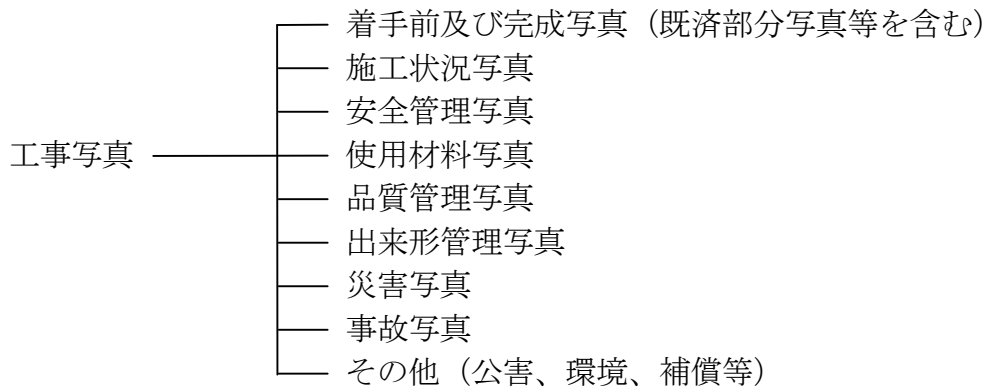 着手前及び完成写真（既済部分写真等を含む）
施工状況写真
安全管理写真
工事写真
使用材料写真
品質管理写真
出来形管理写真
災害写真
事故写真
その他（公害、環境、補償等）